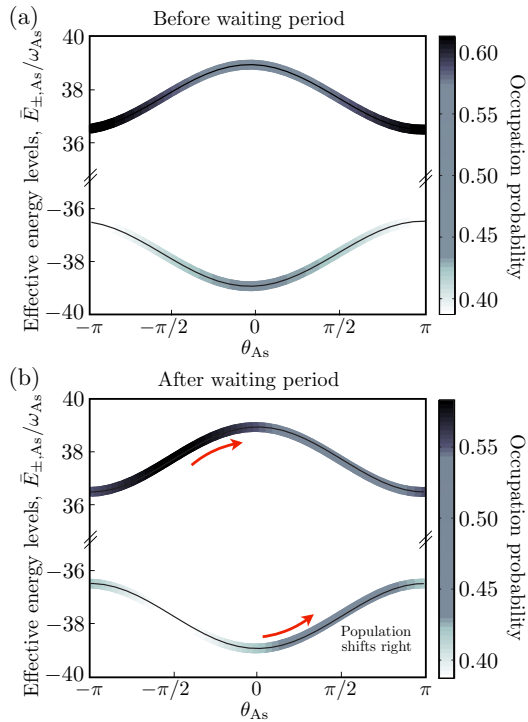 (a)
Before waiting period
Effective energy levels, Ē±,As/ωAs
40
38
36
−36
−38
−40
−π
−π/2
0
π/2
π
θAs
0.60
0.55
0.50
0.45
0.40
Occupation probability
(b)
After waiting period
Effective energy levels, Ē±,As/ωAs
40
38
36
−36
−38
−40
Population
shifts right
−π
−π/2
0
π/2
π
θAs
0.55
0.50
0.45
0.40
Occupation probability